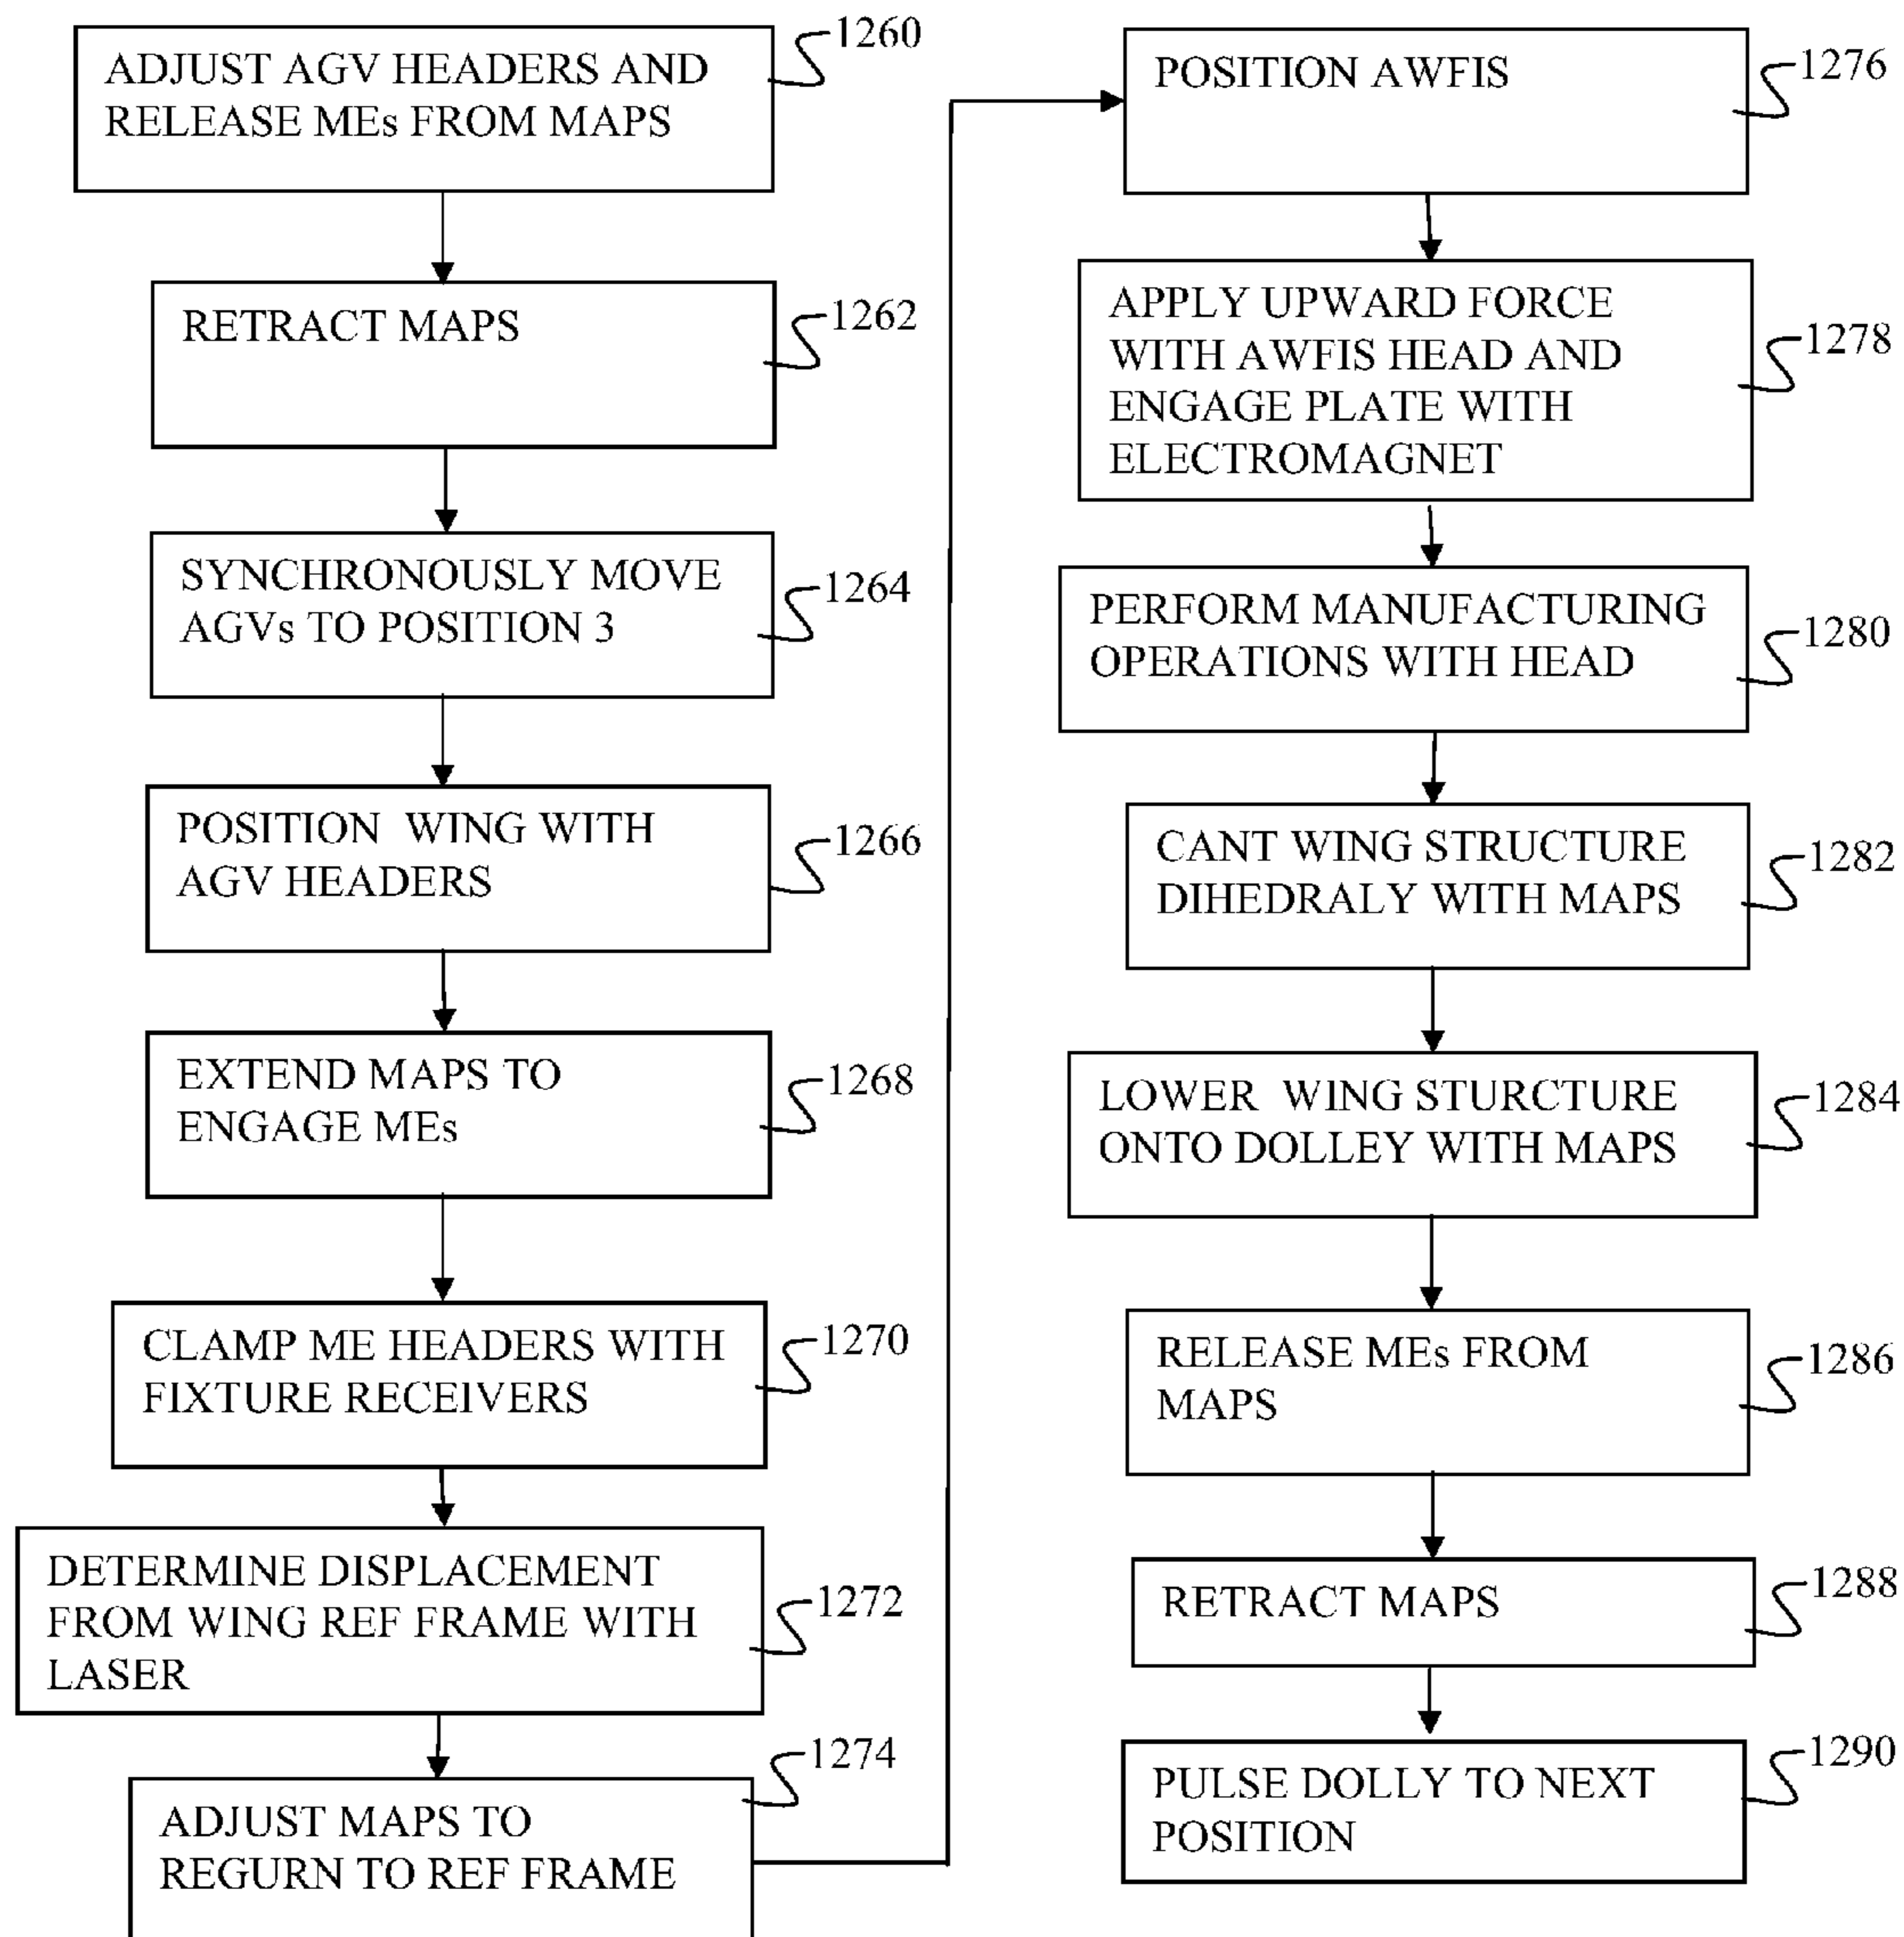 ADJUST AGV HEADERS AND
RELEASE MEs FROM MAPS
1260
RETRACT MAPS
1262
SYNCHRONOUSLY MOVE
AGVs TO POSITION 3
1264
POSITION WING WITH
AGV HEADERS
1266
EXTEND MAPS TO
ENGAGE MEs
1268
CLAMP ME HEADERS WITH
FIXTURE RECEIVERS
1270
DETERMINE DISPLACEMENT
FROM WING REF FRAME WITH
LASER
1272
ADJUST MAPS TO
REGURN TO REF FRAME
1274
POSITION AWFIS
1276
APPLY UPWARD FORCE
WITH AWFIS HEAD AND
ENGAGE PLATE WITH
ELECTROMAGNET
1278
PERFORM MANUFACTURING
OPERATIONS WITH HEAD
1280
CANT WING STRUCTURE
DIHEDRALY WITH MAPS
1282
LOWER WING STURCTURE
ONTO DOLLEY WITH MAPS
1284
RELEASE MEs FROM
MAPS
1286
RETRACT MAPS
1288
PULSE DOLLY TO NEXT
POSITION
1290